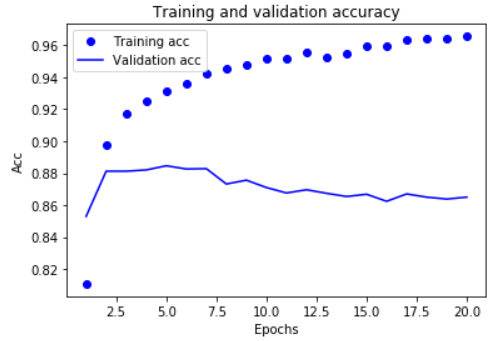 Training and validation accuracy
Training acc
Validation acc
Acc
0.96
0.94
0.92
0.90
0.88
0.86
0.84
0.82
2.5 5.0 7.5 10.0 12.5 15.0 17.5 20.0
Epochs